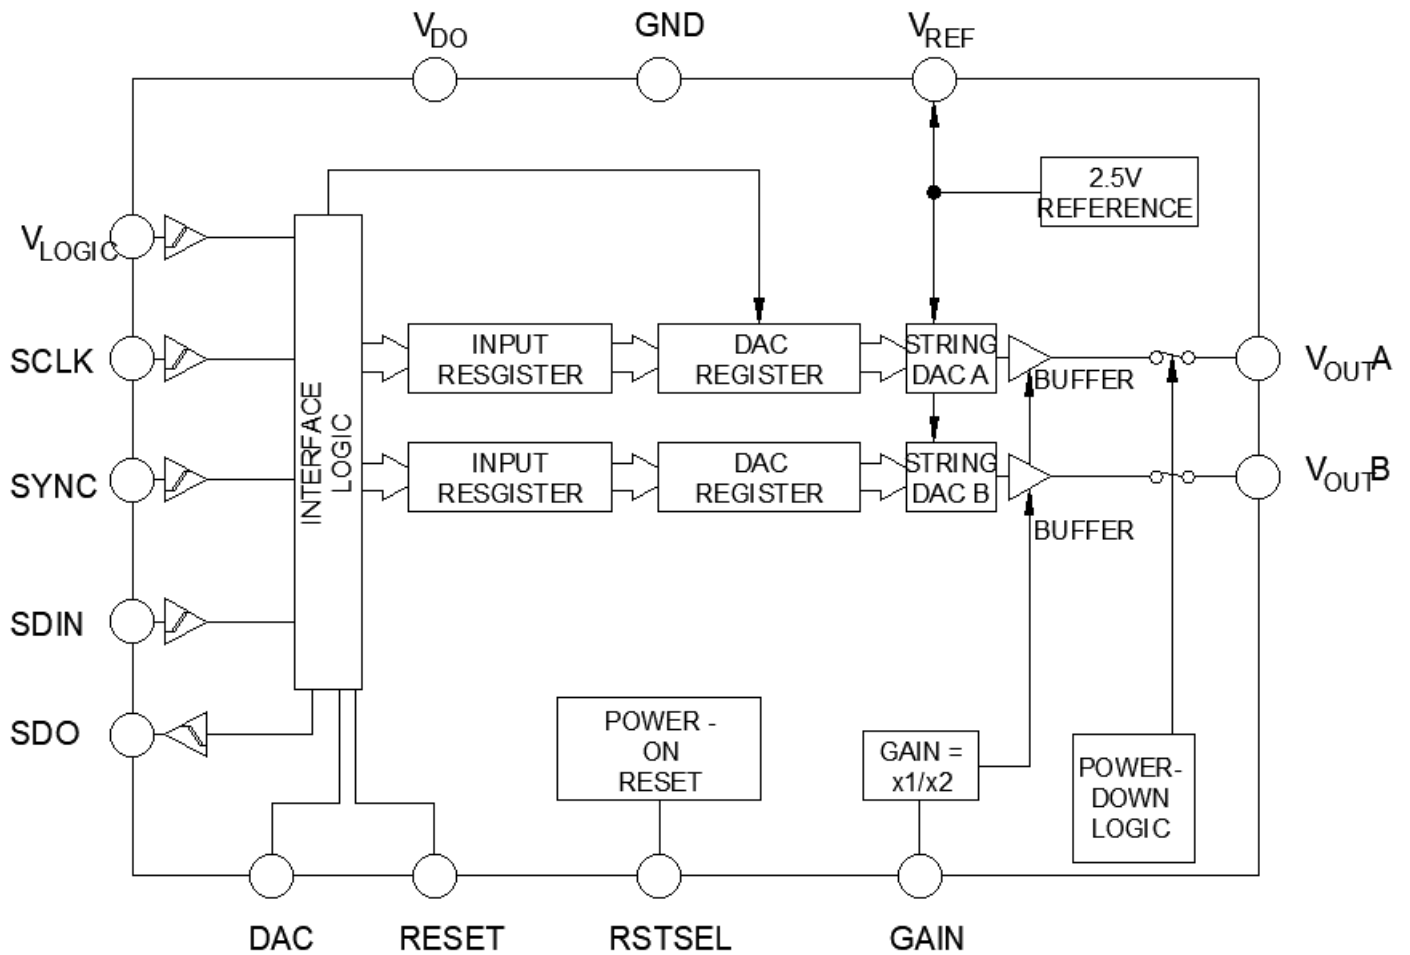 VDO
GND
VREF
2.5V
REFERENCE
VLOGIC
SCLK
SYNC
SDIN
SDO
INTERFACE
LOGIC
INPUT
RESGISTER
DAC
REGISTER
STRING
DAC A
BUFFER
VOUTA
INPUT
RESGISTER
DAC
REGISTER
STRING
DAC B
BUFFER
VOUTB
POWER -
ON
RESET
GAIN =
x1/x2
POWER-
DOWN
LOGIC
DAC
RESET
RSTSEL
GAIN